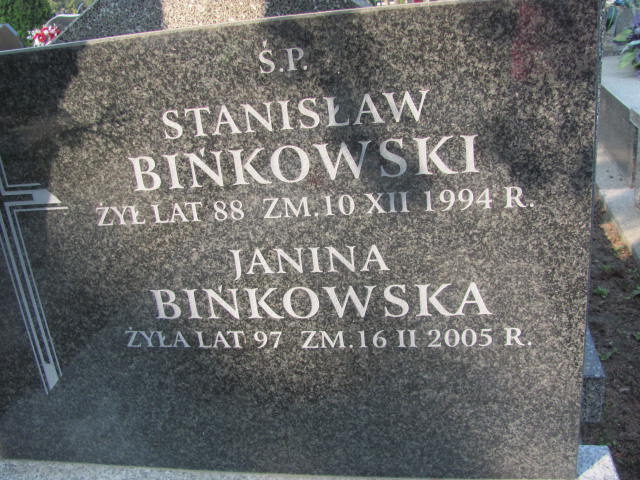 Ś.P.
STANISŁAW
BIŃKOWSKI
ŻYŁ LAT 88 ZM.10 XII 1994 R.
JANINA
BIŃKOWSKA
ŻYŁA LAT 97 ZM.16 II 2005 R.